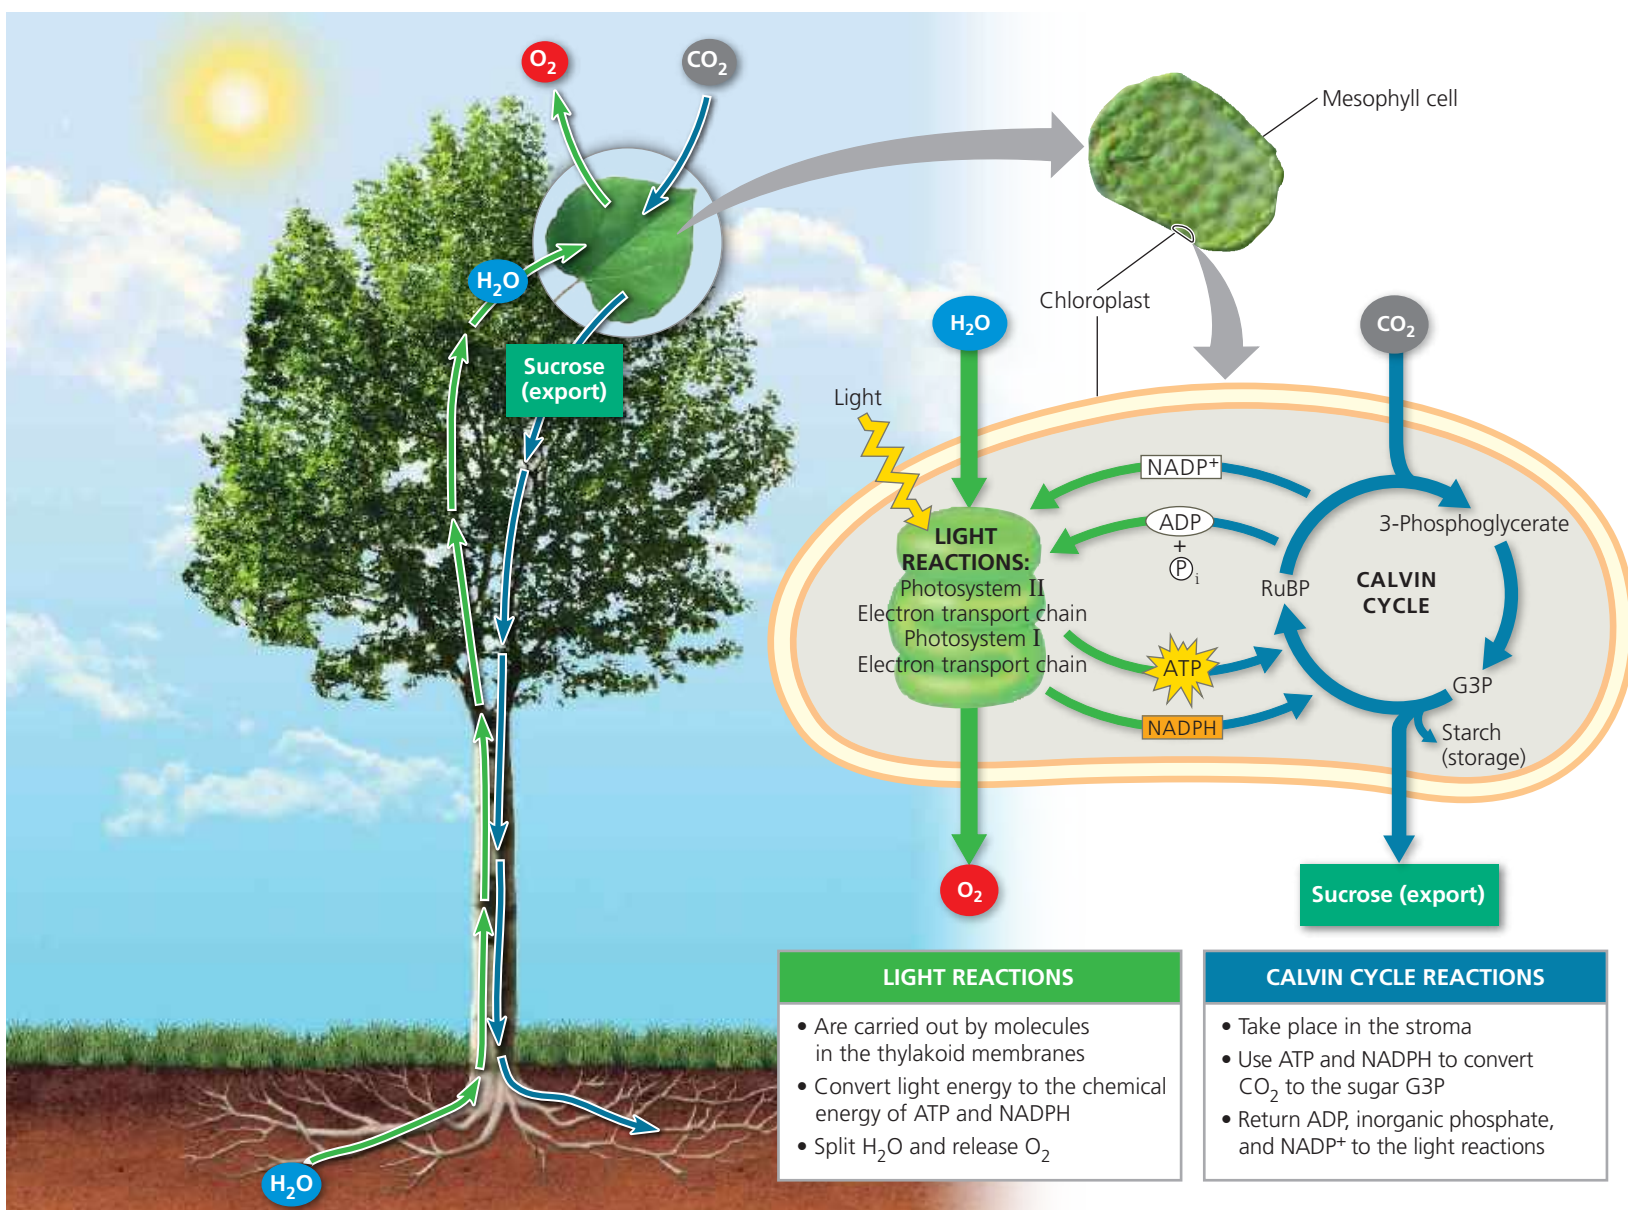 O2
CO2
H2O
Sucrose
(export)
H2O
Mesophyll cell
Chloroplast
H2O
CO2
Light
NADP+
ADP
+
Pi
LIGHT
REACTIONS:
Photosystem II
Electron transport chain
Photosystem I
Electron transport chain
3-Phosphoglycerate
RuBP
CALVIN
CYCLE
ATP
NADPH
G3P
Starch
(storage)
O2
Sucrose (export)
LIGHT REACTIONS
• Are carried out by molecules
in the thylakoid membranes
• Convert light energy to the chemical
energy of ATP and NADPH
• Split H2O and release O2
CALVIN CYCLE REACTIONS
• Take place in the stroma
• Use ATP and NADPH to convert
CO2 to the sugar G3P
• Return ADP, inorganic phosphate,
and NADP+ to the light reactions